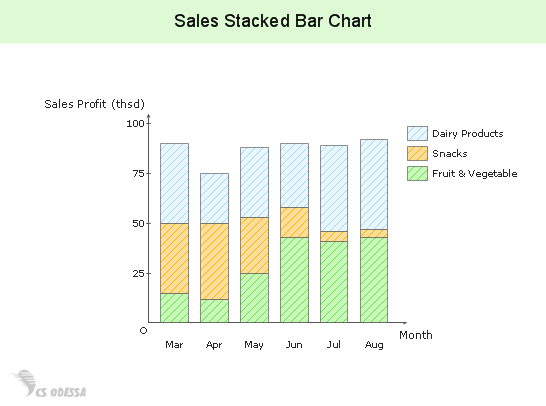 Sales Stacked Bar Chart
Sales Profit (thsd)
100
75
50
25
O
Mar Apr May Jun Jul Aug
Month
Dairy Products
Snacks
Fruit & Vegetable
CS ODESSA